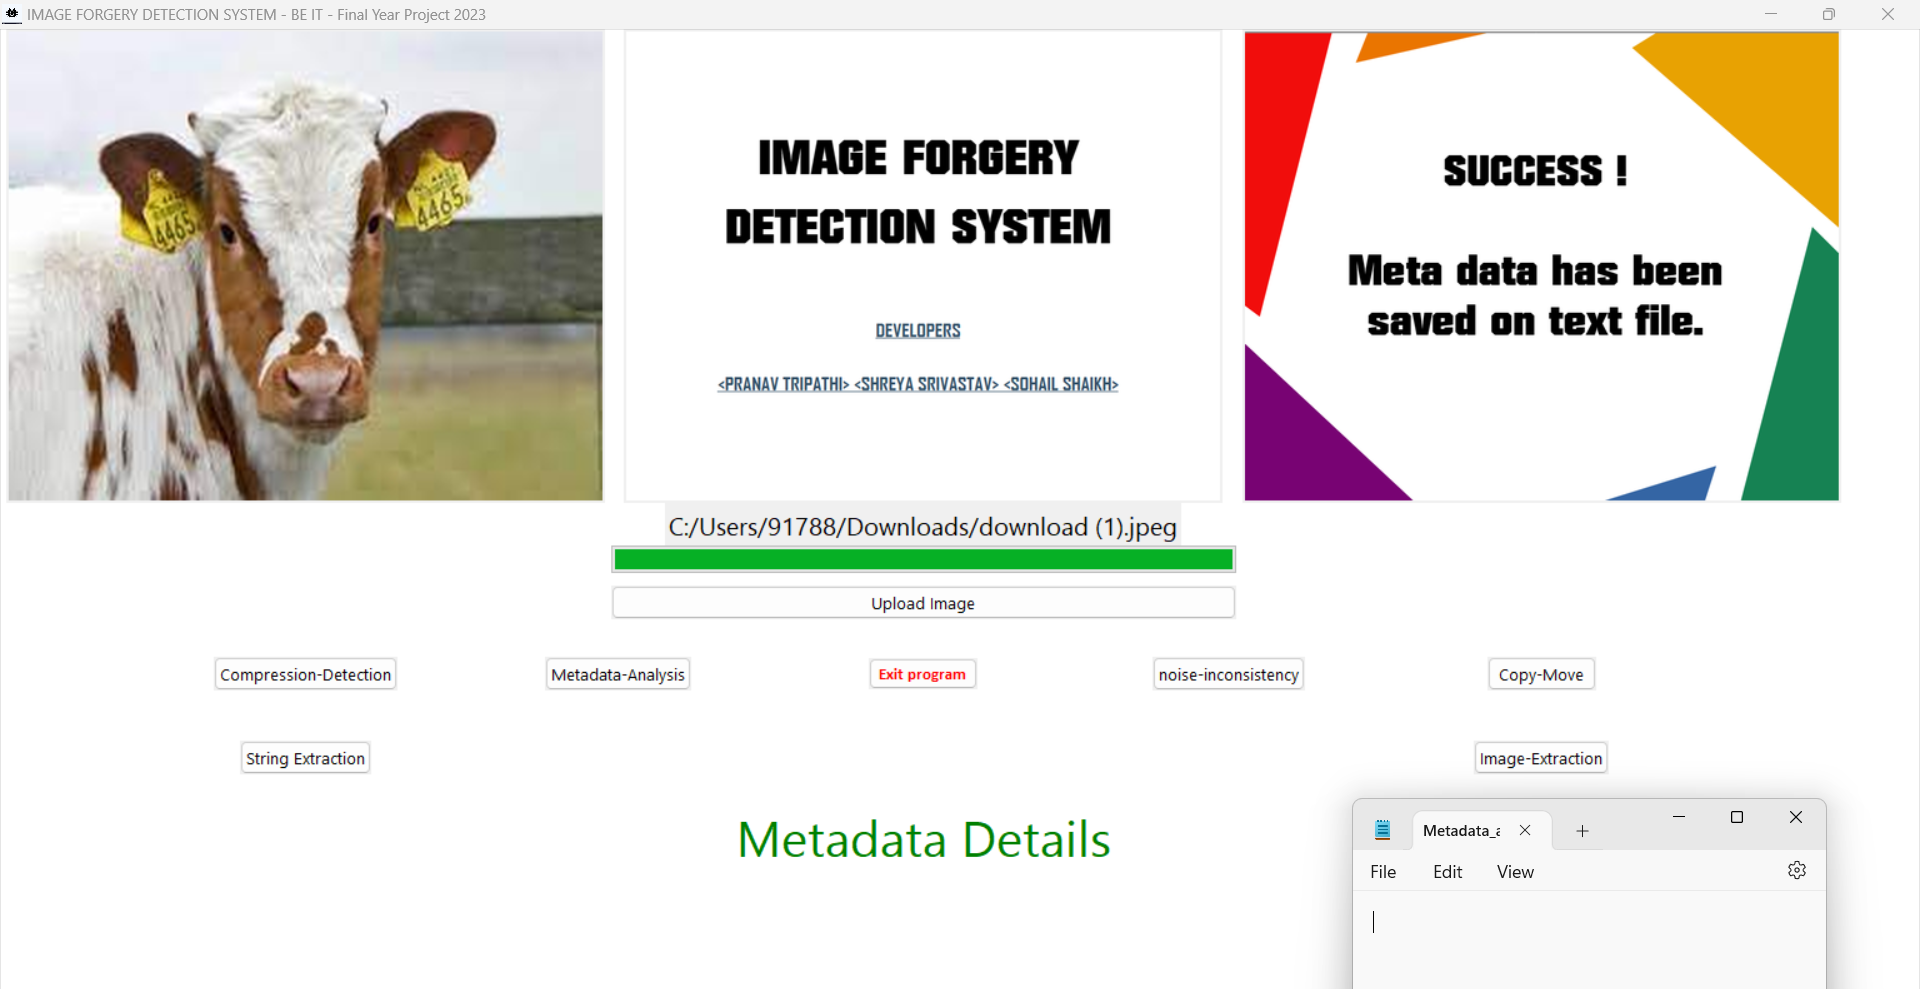 IMAGE FORGERY DETECTION SYSTEM - BE IT - Final Year Project 2023
4465
4465
IMAGE FORGERY
DETECTION SYSTEM
DEVELOPERS
<PRANAV TRIPATHI> <SHREYA SRIVASTAV> <SOHAIL SHAIKH>
SUCCESS !
Meta data has been
saved on text file.
C:/Users/91788/Downloads/download (1).jpeg
Upload Image
Compression-Detection
Metadata-Analysis
Exit program
noise-inconsistency
Copy-Move
String Extraction
Image-Extraction
Metadata Details
Metadata_a
File
Edit
View